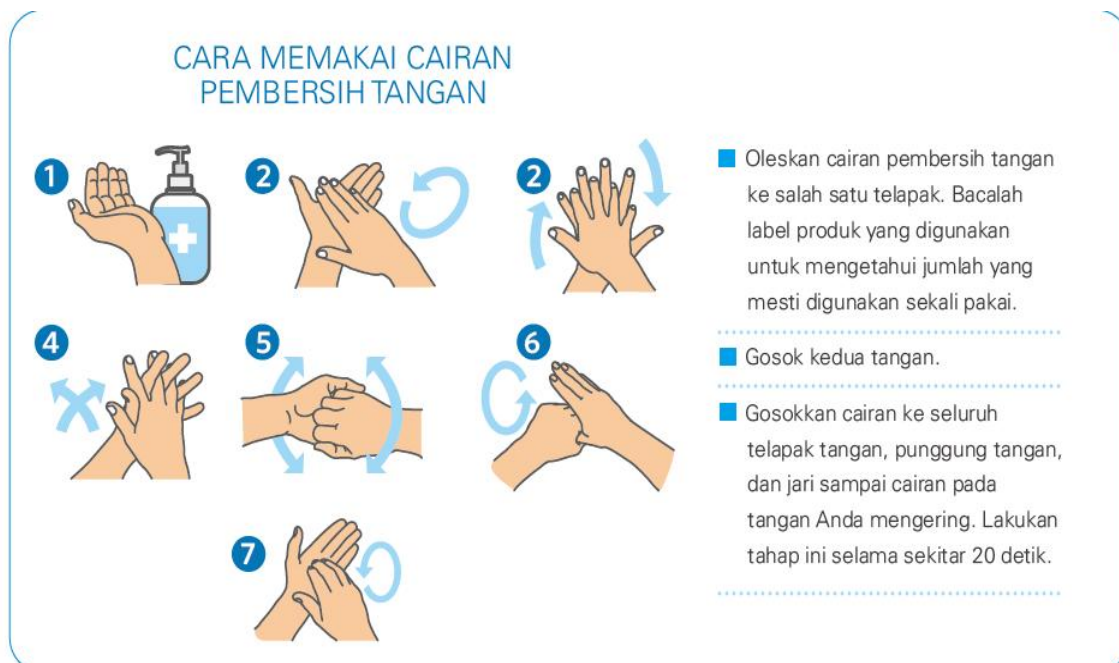 CARA MEMAKAI CAIRAN
PEMBERSIH TANGAN
1
2
2
4
5
6
7
Oleskan cairan pembersih tangan
ke salah satu telapak. Bacalah
label produk yang digunakan
untuk mengetahui jumlah yang
mesti digunakan sekali pakai.
Gosok kedua tangan.
Gosokkan cairan ke seluruh
telapak tangan, punggung tangan,
dan jari sampai cairan pada
tangan Anda mengering. Lakukan
tahap ini selama sekitar 20 detik.